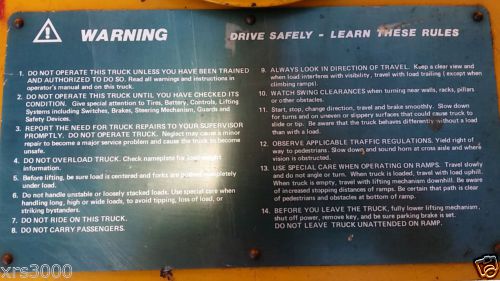 WARNING
DRIVE SAFELY - LEARN THESE RULES
1. DO NOT OPERATE THIS TRUCK UNLESS YOU HAVE BEEN TRAINED
AND AUTHORIZED TO DO SO. Read all warnings and instructions in
operator's manual and on this truck.
2. DO NOT OPERATE THIS TRUCK UNTIL YOU HAVE CHECKED ITS
CONDITION. Give special attention to Tires, Battery, Controls, Lifting
Systems including Switches, Brakes, Steering Mechanism, Guards and
Safety Devices.
3. REPORT THE NEED FOR TRUCK REPAIRS TO YOUR SUPERVISOR
PROMPTLY. DO NOT OPERATE TRUCK. Neglect may cause a minor
repair to become a major service problem and cause the truck to become
unsafe.
4. DO NOT OVERLOAD TRUCK. Check nameplate for load weight
information.
5. Before lifting, be sure load is centered and forks are pushed completely
under load.
6. Do not handle unstable or loosely stacked loads. Use special care when
handling long, high or wide loads, to avoid tipping, loss of load, or
striking bystanders.
7. DO NOT RIDE ON THIS TRUCK.
8. DO NOT CARRY PASSENGERS.
9. ALWAYS LOOK IN DIRECTION OF TRAVEL. Keep a clear view and
when load interferes with visibility, travel with load trailing (except when
climbing ramps).
10. WATCH SWING CLEARANCES when turning near walls, racks, pillars
or other obstacles.
11. Start, stop, change direction, travel and brake smoothly. Slow down
for turns and on uneven or slippery surfaces that could cause truck to
slide or tip. Be aware that the truck behaves differently without a load
than with a load.
12. OBSERVE APPLICABLE TRAFFIC REGULATIONS. Yield right of
way to pedestrians. Slow down and sound horn at cross aisle and where
vision is obstructed.
13. USE SPECIAL CARE WHEN OPERATING ON RAMPS. Travel slowly
and do not angle or turn. When truck is loaded, travel with load uphill.
When truck is empty, travel with lifting mechanism downhill. Be aware
of increased stopping distances of ramps. Be certain that path is clear
of pedestrians and obstacles at bottom of ramp.
14. BEFORE YOU LEAVE THE TRUCK, fully lower lifting mechanism,
shut off power, remove key, and be sure parking brake is set.
DO NOT LEAVE TRUCK UNATTENDED ON RAMP.
xrs3000